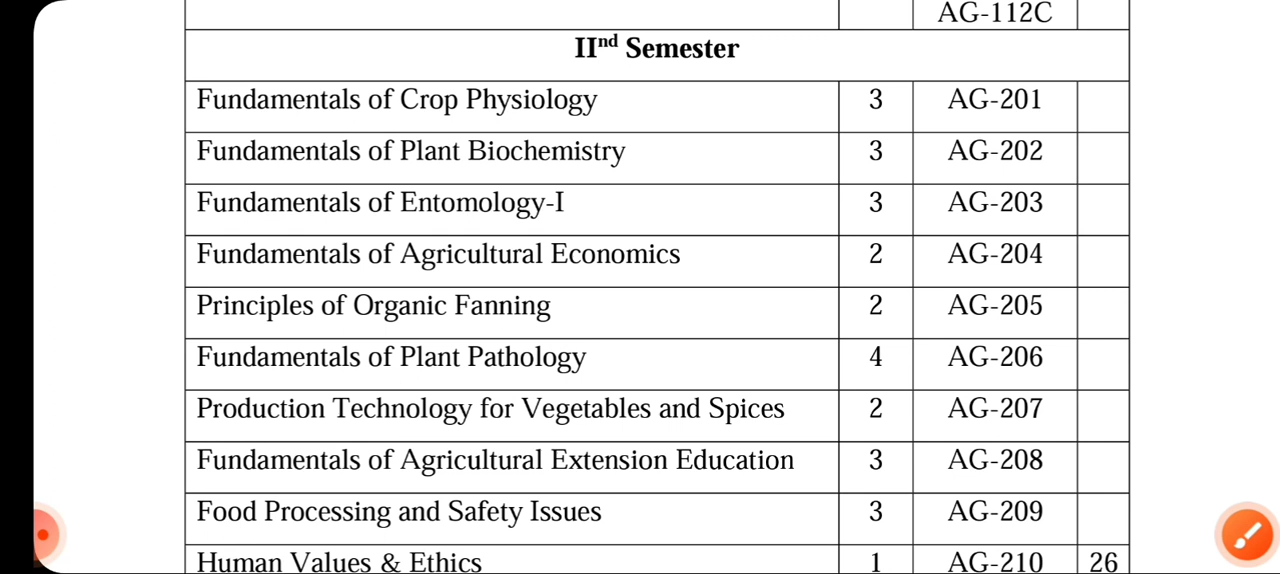 AG-112C
IInd Semester
Fundamentals of Crop Physiology 3 AG-201
Fundamentals of Plant Biochemistry 3 AG-202
Fundamentals of Entomology-I 3 AG-203
Fundamentals of Agricultural Economics 2 AG-204
Principles of Organic Fanning 2 AG-205
Fundamentals of Plant Pathology 4 AG-206
Production Technology for Vegetables and Spices 2 AG-207
Fundamentals of Agricultural Extension Education 3 AG-208
Food Processing and Safety Issues 3 AG-209
Human Values & Ethics 1 AG-210 26